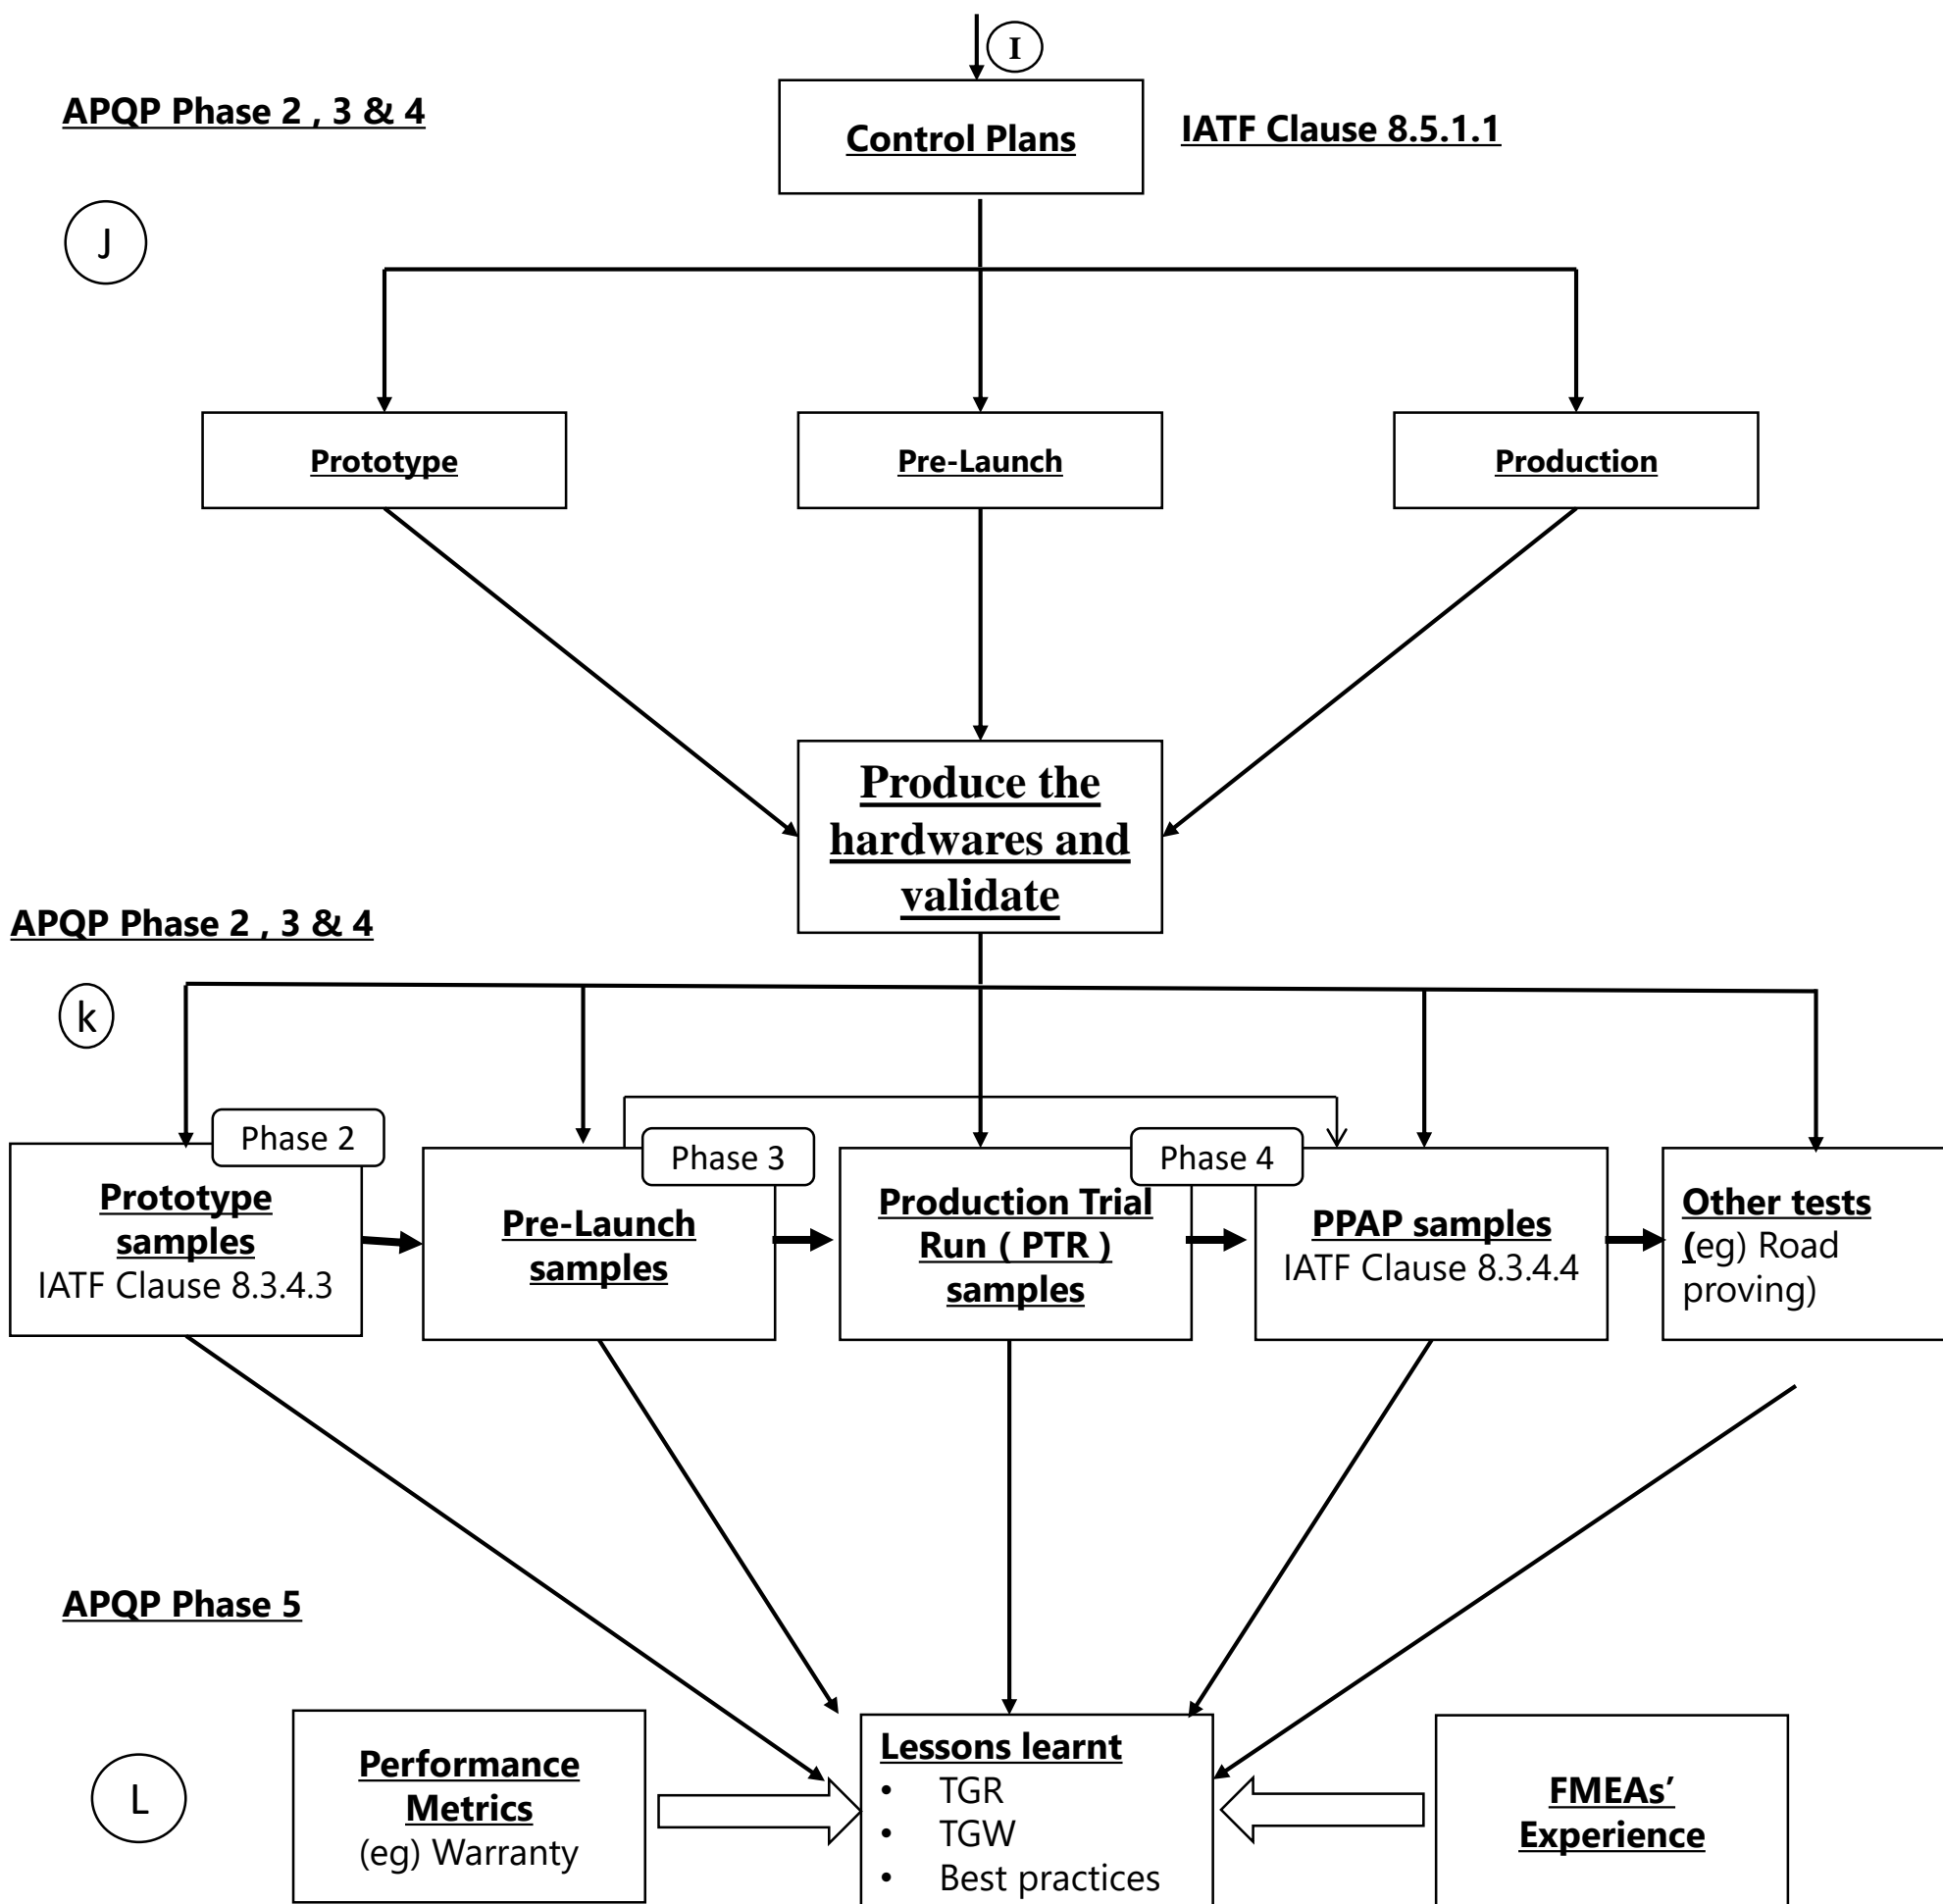 I
APQP Phase 2 , 3 & 4
Control Plans
IATF Clause 8.5.1.1
J
Prototype
Pre-Launch
Production
Produce the
hardwares and
validate
APQP Phase 2 , 3 & 4
k
Phase 2
Phase 3
Phase 4
Prototype
samples
IATF Clause 8.3.4.3
Pre-Launch
samples
Production Trial
Run ( PTR )
samples
PPAP samples
IATF Clause 8.3.4.4
Other tests
(eg) Road
proving)
APQP Phase 5
L
Performance
Metrics
(eg) Warranty
Lessons learnt
• TGR
• TGW
• Best practices
FMEAs’
Experience